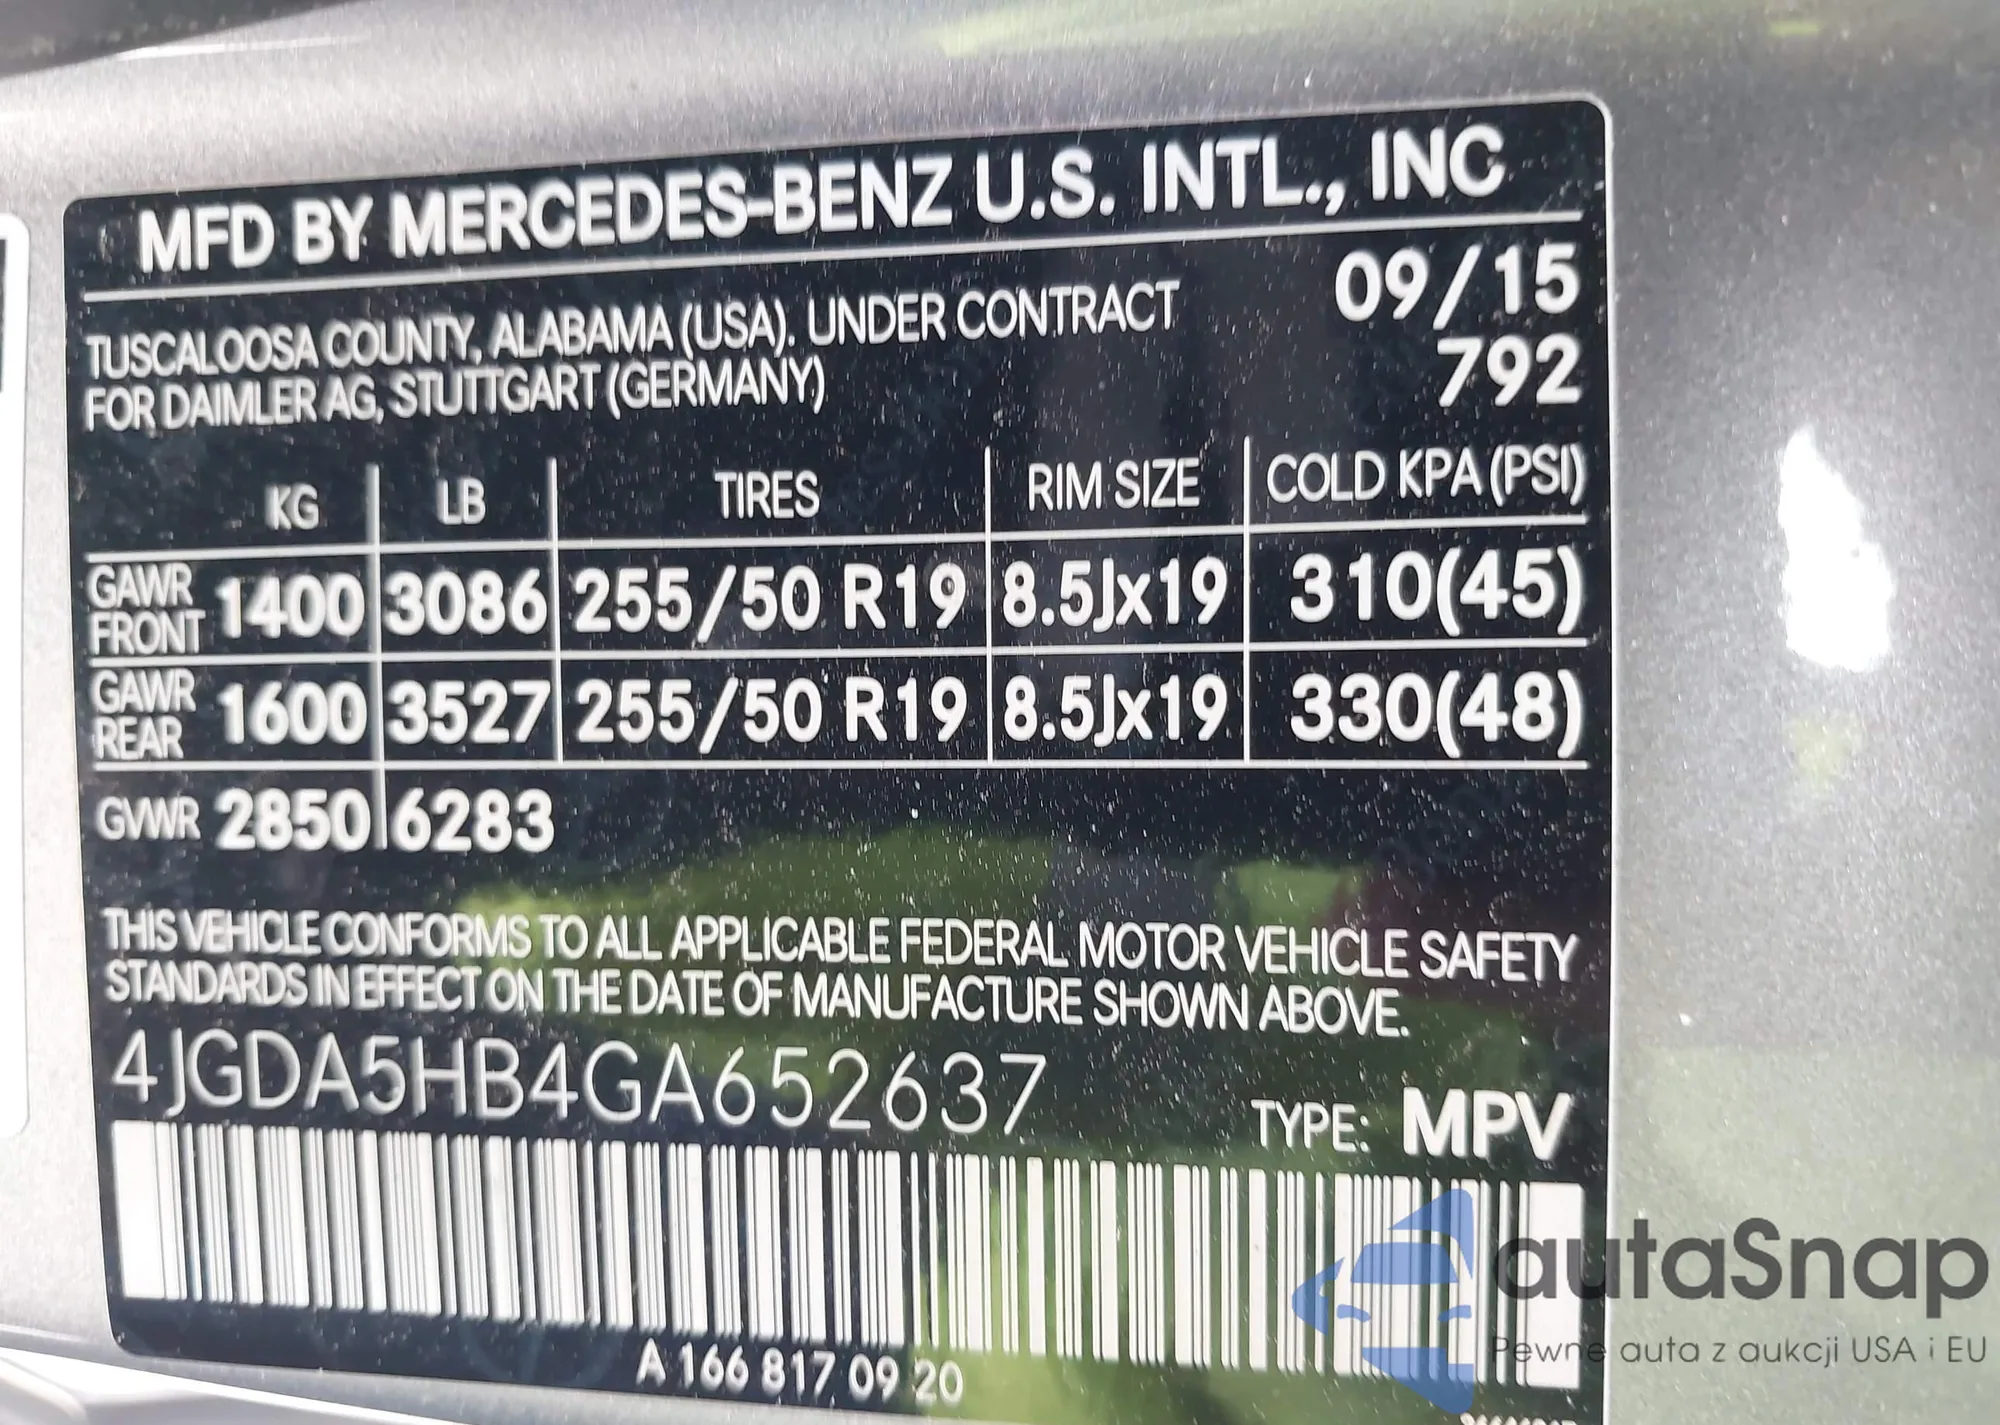 MFD BY MERCEDES-BENZ U.S. INTL., INC
09/15
TUSCALOOSA COUNTY, ALABAMA (USA). UNDER CONTRACT
FOR DAIMLER AG, STUTTGART (GERMANY)
792
KG LB TIRES RIM SIZE COLD KPA (PSI)
GAWR FRONT 1400 3086 255/50 R19 8.5Jx19 310(45)
GAWR REAR 1600 3527 255/50 R19 8.5Jx19 330(48)
GVWR 2850 6283
THIS VEHICLE CONFORMS TO ALL APPLICABLE FEDERAL MOTOR VEHICLE SAFETY
STANDARDS IN EFFECT ON THE DATE OF MANUFACTURE SHOWN ABOVE.
4JGDA5HB4GA652637
TYPE: MPV
A 166 817 09 20
autaSnap
Pewne auta z aukcji USA i EU